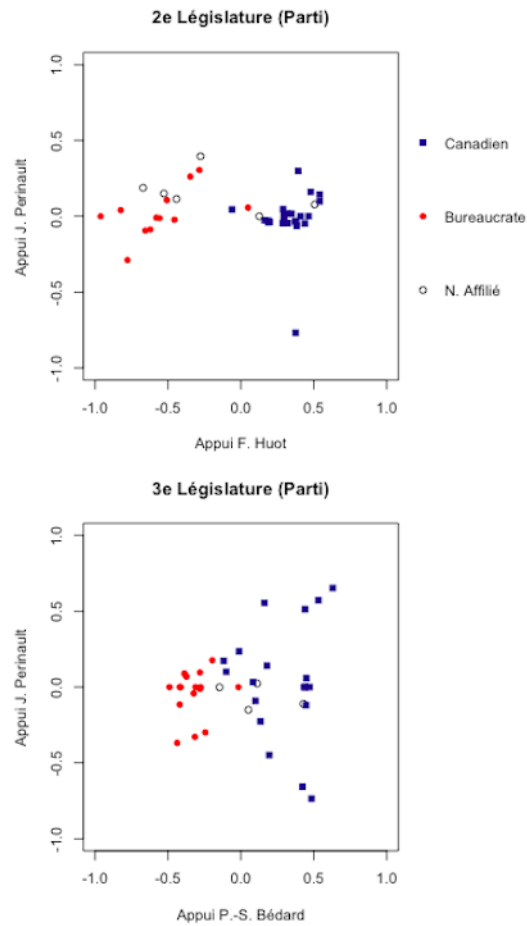 2e Législature (Parti)
1.0
0.5
0.0
-0.5
-1.0
Appui J. Perinault
-1.0 -0.5 0.0 0.5 1.0
Appui F. Huot
Canadien
Bureaucrate
N. Affilié
3e Législature (Parti)
1.0
0.5
0.0
-0.5
-1.0
Appui J. Perinault
-1.0 -0.5 0.0 0.5 1.0
Appui P.-S. Bédard